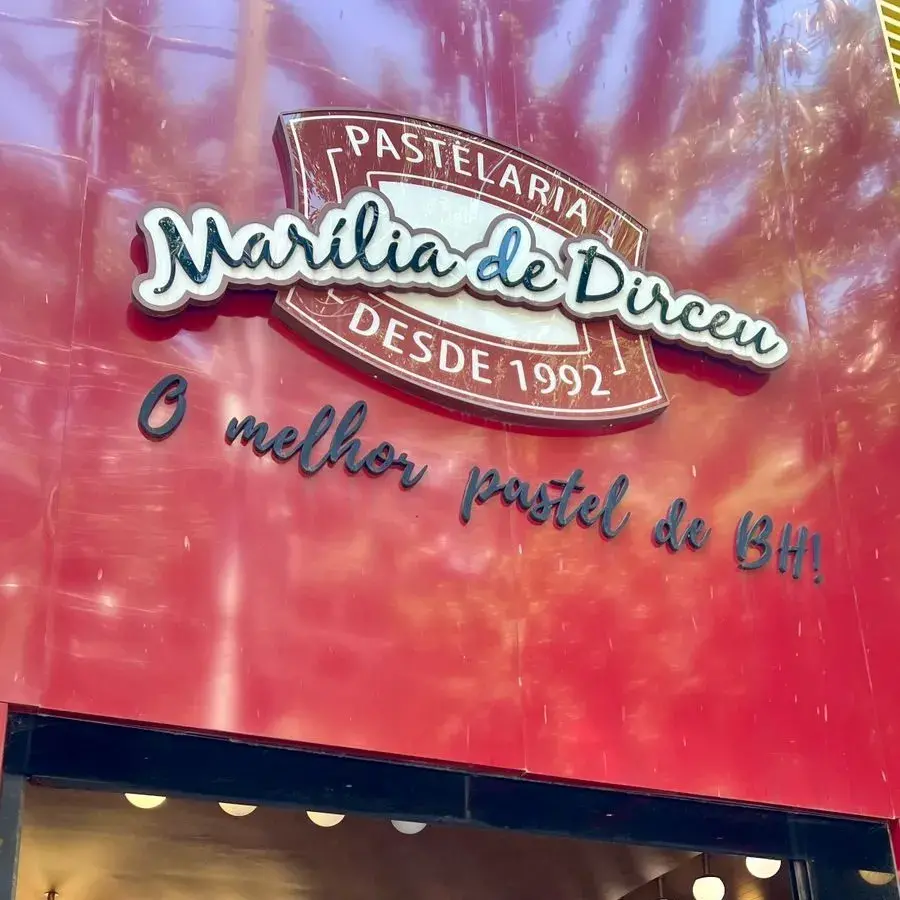 PASTELARIA
Marília de Dirceu
DESDE 1992
O melhor pastel de BH!